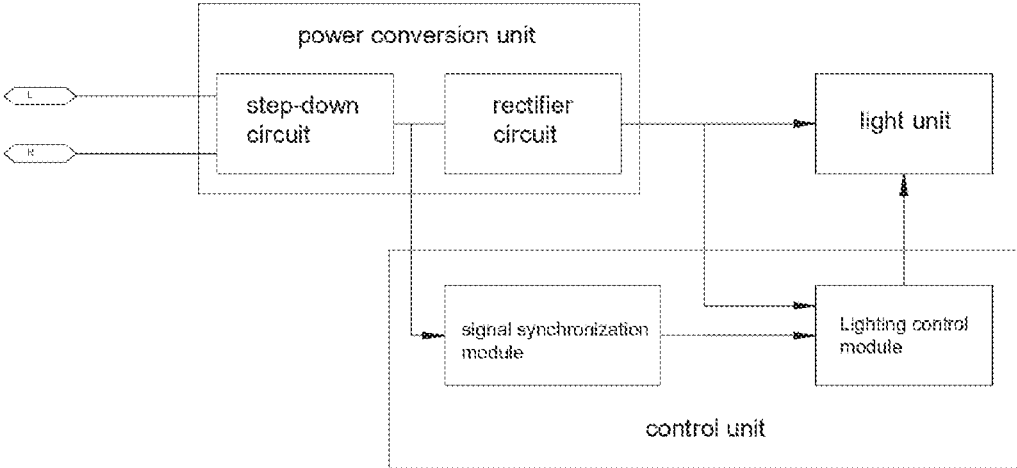 power conversion unit
L
step-down
circuit
rectifier
circuit
light unit
signal synchronization
module
Lighting control
module
control unit